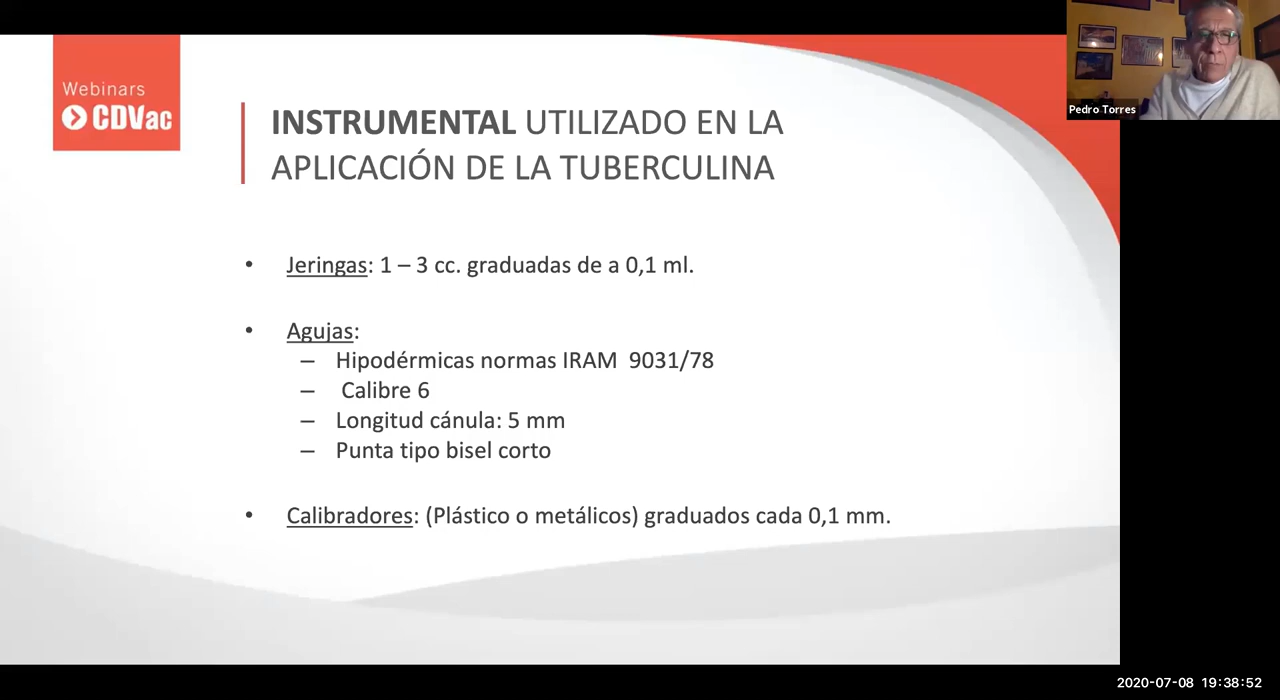 Webinars
CDVac
INSTRUMENTAL UTILIZADO EN LA
APLICACIÓN DE LA TUBERCULINA
• Jeringas: 1 – 3 cc. graduadas de a 0,1 ml.
• Agujas:
– Hipodérmicas normas IRAM 9031/78
– Calibre 6
– Longitud cánula: 5 mm
– Punta tipo bisel corto
• Calibradores: (Plástico o metálicos) graduados cada 0,1 mm.
Pedro Torres
2020-07-08 19:38:52